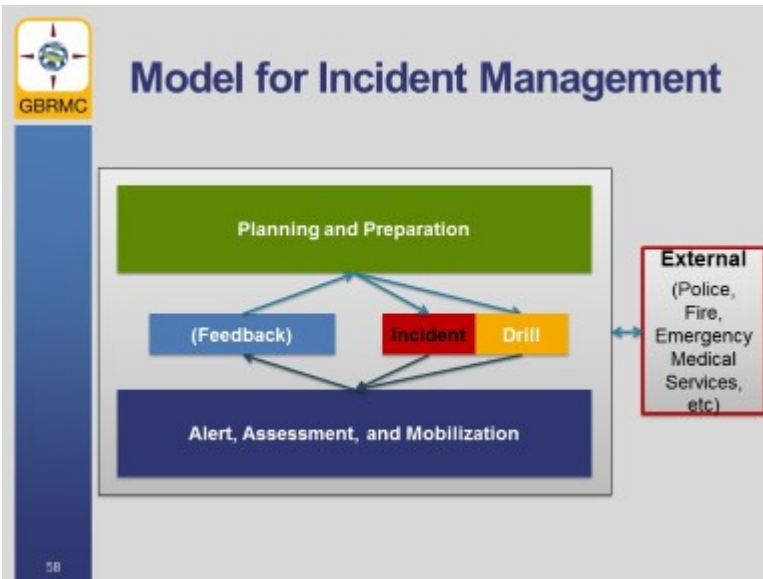 GBRMC
Model for Incident Management
Planning and Preparation
(Feedback)
Incident
Drill
Alert, Assessment, and Mobilization
External
(Police,
Fire,
Emergency
Medical
Services,
etc)
58